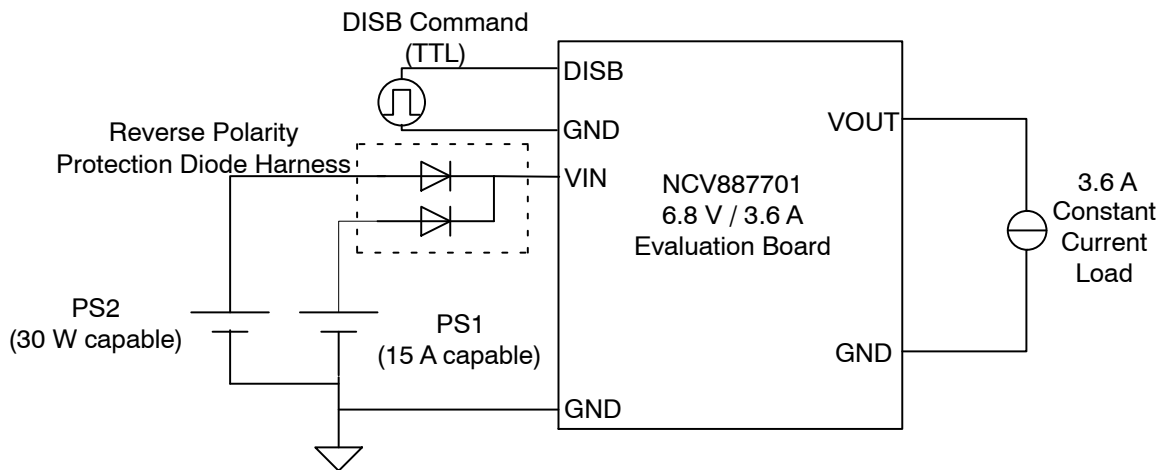 DISB Command
(TTL)
DISB
GND
VOUT
Reverse Polarity
Protection Diode Harness
VIN
NCV887701
6.8 V / 3.6 A
Evaluation Board
3.6 A
Constant
Current
Load
PS2
(30 W capable)
PS1
(15 A capable)
GND
GND